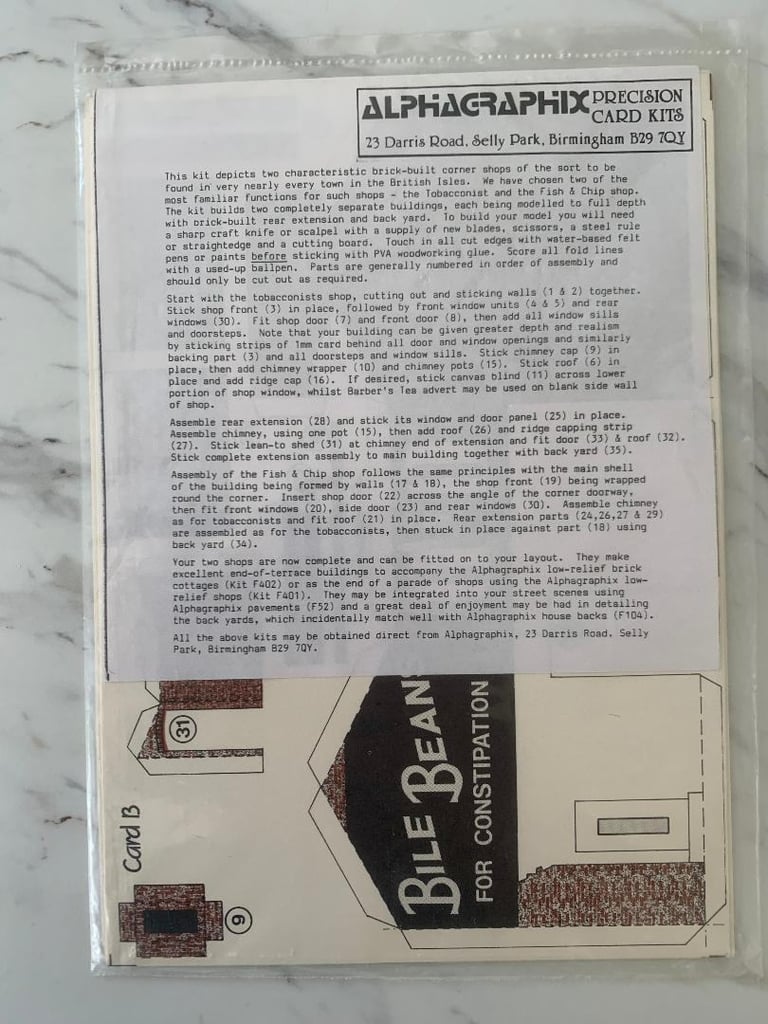 ALPHAGRAPHIX PRECISION
CARD KITS
23 Darris Road, Selly Park, Birmingham B29 7QY
This kit depicts two characteristic brick-built corner shops of the sort to be
found in very nearly every town in the British Isles. We have chosen two of the
most familiar functions for such shops - the Tobacconist and the Fish & Chip shop.
The kit builds two completely separate buildings, each being modelled to full depth
with brick-built rear extension and back yard. To build your model you will need
a sharp craft knife or scalpel with a supply of new blades, scissors, a steel rule
or straightedge and a cutting board. Touch in all cut edges with water-based felt
pens or paints before sticking with PVA woodworking glue. Score all fold lines
with a used-up ballpen. Parts are generally numbered in order of assembly and
should only be cut out as required.
Start with the tobacconists shop, cutting out and sticking walls (1 & 2) together.
Stick shop front (3) in place, followed by front window units (4 & 5) and rear
windows (30). Fit shop door (7) and front door (8), then add all window sills
and doorsteps. Note that your building can be given greater depth and realism
by sticking strips of 1mm card behind all door and window openings and similarly
backing part (3) and all doorsteps and window sills. Stick chimney cap (9) in
place, then add chimney wrapper (10) and chimney pots (15). Stick roof (6) in
place and add ridge cap (16). If desired, stick canvas blind (11) across lower
portion of shop window, whilst Barber's Tea advert may be used on blank side wall
of shop.
Assemble rear extension (28) and stick its window and door panel (25) in place.
Assemble chimney, using one pot (15), then add roof (26) and ridge capping strip
(27). Stick lean-to shed (31) at chimney end of extension and fit door (33) & roof (32).
Stick complete extension assembly to main building together with back yard (35).
Assembly of the Fish & Chip shop follows the same principles with the main shell
of the building being formed by walls (17 & 18), the shop front (19) being wrapped
round the corner. Insert shop door (22) across the angle of the corner doorway,
then fit front windows (20), side door (23) and rear windows (30). Assemble chimney
as for tobacconists and fit roof (21) in place. Rear extension parts (24,26,27 & 29)
are assembled as for the tobacconists, then stuck in place against part (18) using
back yard (34).
Your two shops are now complete and can be fitted on to your layout. They make
excellent end-of-terrace buildings to accompany the Alphagraphix low-relief brick
cottages (Kit F402) or as the end of a parade of shops using the Alphagraphix low-
relief shops (Kit F401). They may be integrated into your street scenes using
Alphagraphix pavements (F52) and a great deal of enjoyment may be had in detailing
the back yards, which incidentally match well with Alphagraphix house backs (F104).
All the above kits may be obtained direct from Alphagraphix, 23 Darris Road. Selly
Park, Birmingham B29 7QY.
31
Card B
9
BILE BEANS
FOR CONSTIPATION